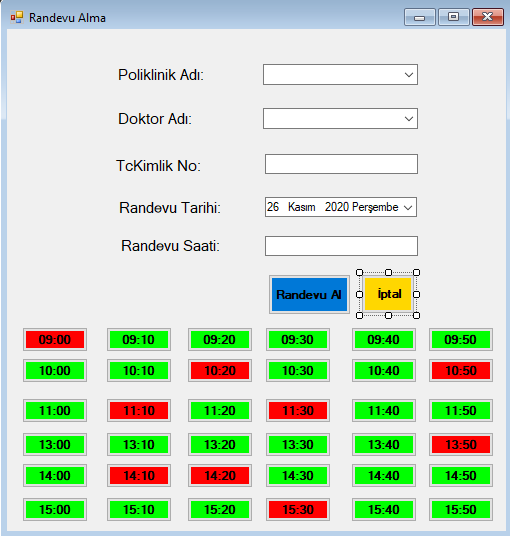 Randevu Alma
Poliklinik Adı:
Doktor Adı:
TcKimlik No:
Randevu Tarihi: 26 Kasım 2020 Perşembe
Randevu Saati:
Randevu Al İptal
09:00 09:10 09:20 09:30 09:40 09:50
10:00 10:10 10:20 10:30 10:40 10:50
11:00 11:10 11:20 11:30 11:40 11:50
13:00 13:10 13:20 13:30 13:40 13:50
14:00 14:10 14:20 14:30 14:40 14:50
15:00 15:10 15:20 15:30 15:40 15:50